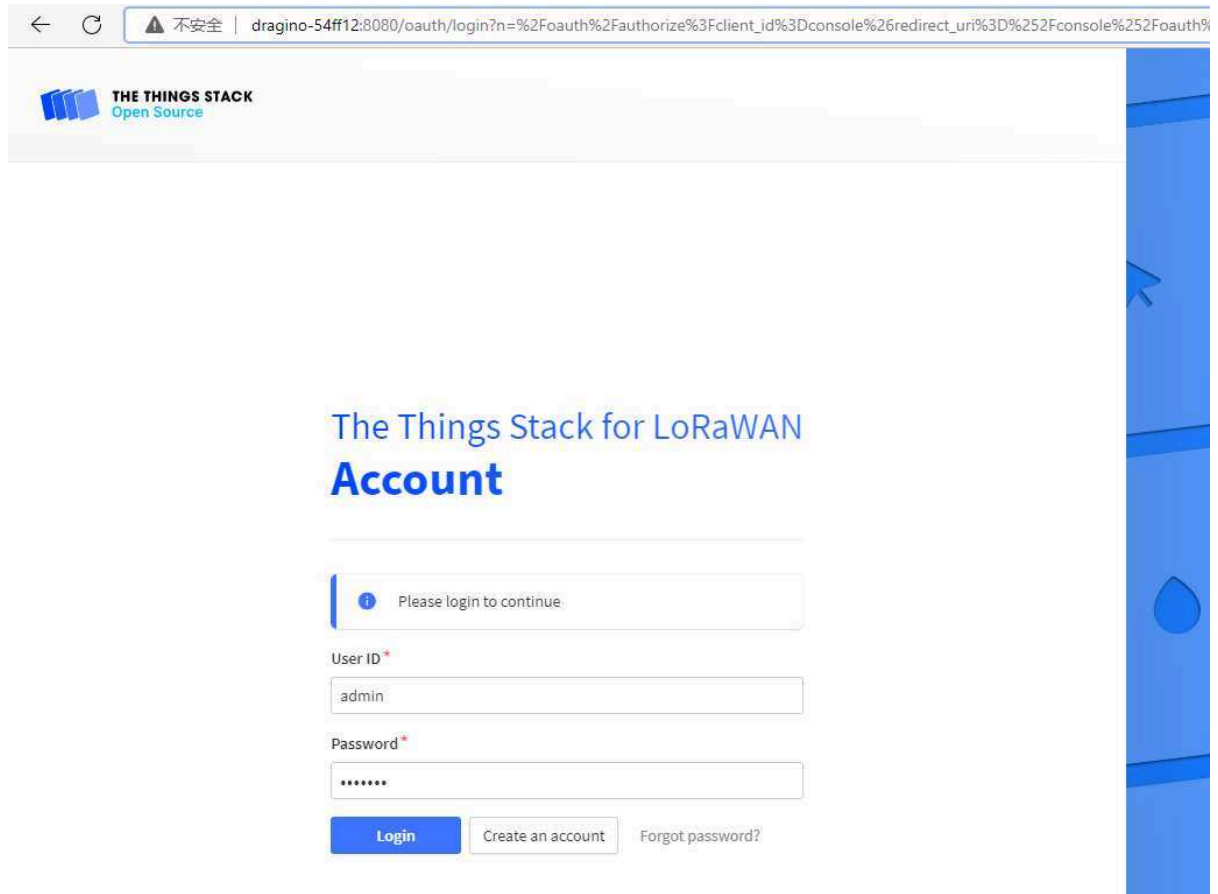 不安全 | dragino-54ff12:8080/oauth/login?n=%2Foauth%2Fauthorize%3Fclient_id%3Dconsole%26redirect_uri%3D%252Fconsole%252Foauth%
THE THINGS STACK
Open Source
The Things Stack for LoRaWAN
Account
Please login to continue
User ID *
admin
Password *
•••••••
Login Create an account Forgot password?